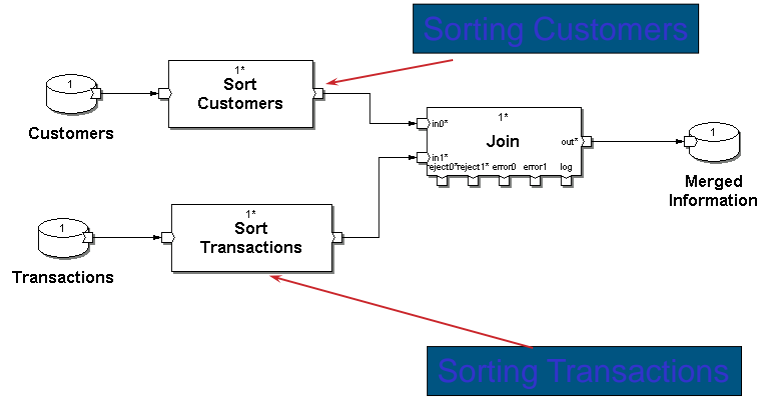 Sorting Customers
1
Customers
1*
Sort
Customers
in0*
in1*
1*
Join
out*
reject0* reject1* error0 error1 log
1
Merged
Information
1
Transactions
1*
Sort
Transactions
Sorting Transactions